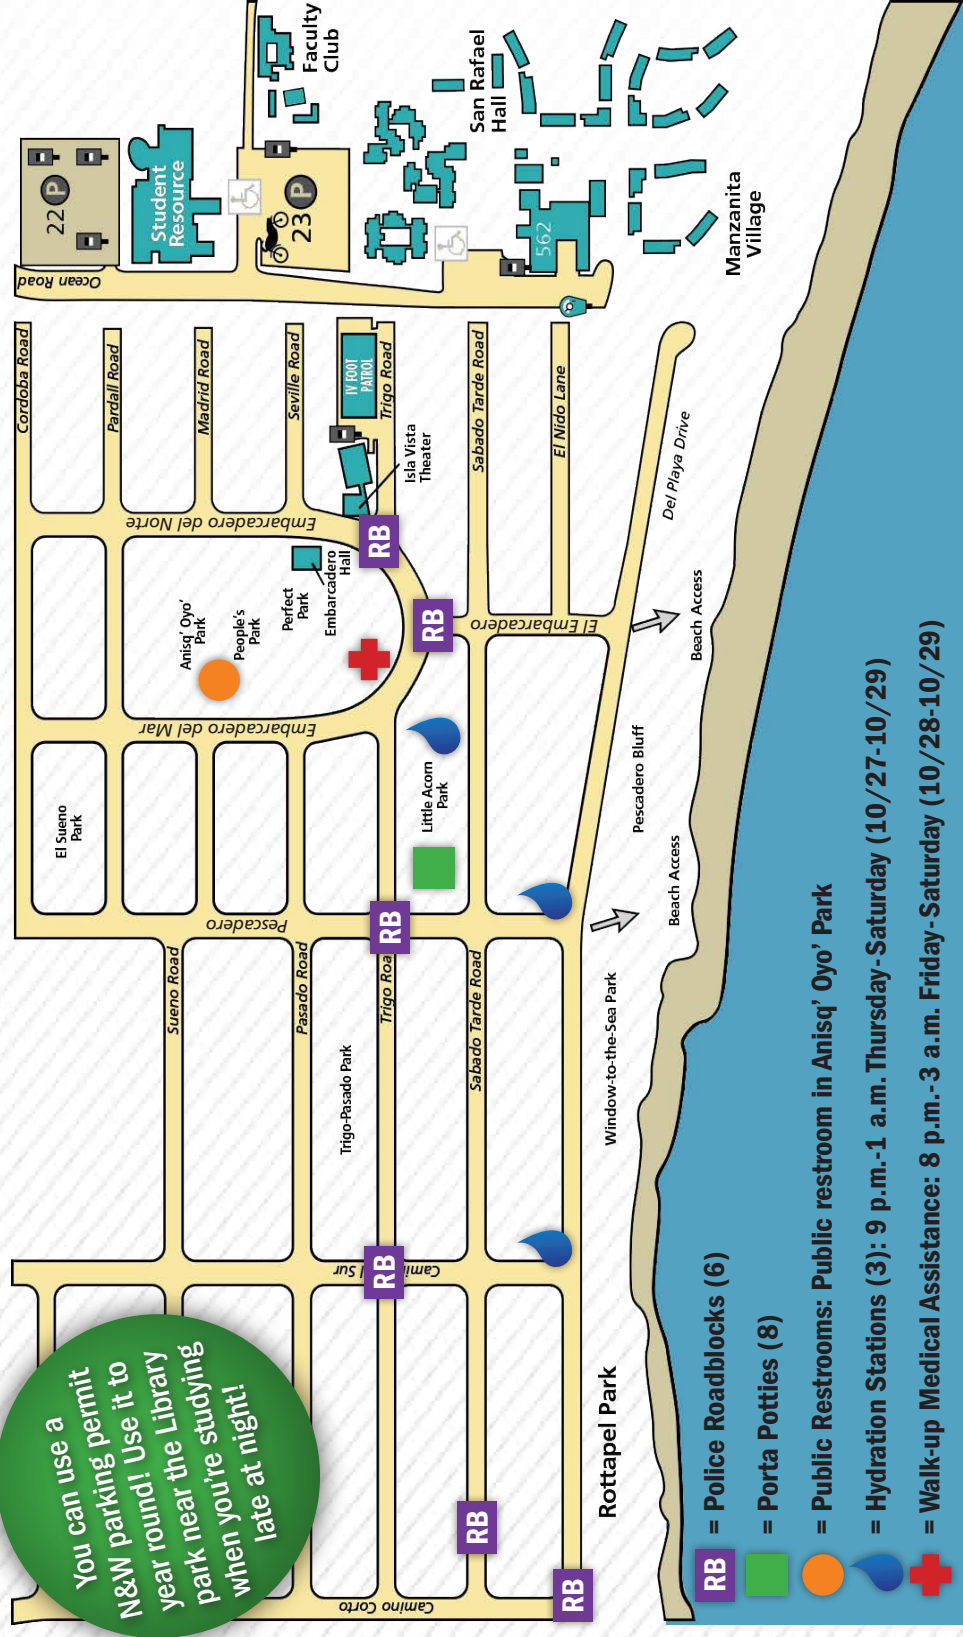 You can use a
N&W parking permit
year round! Use it to
park near the Library
when you're studying
late at night!
Cordoba Road
Pardall Road
Madrid Road
Seville Road
Trigo Road
Sabado Tarde Road
El Nido Lane
Del Playa Drive
Ocean Road
22 P
Student
Resource
23 P
Faculty
Club
San Rafael
Hall
562
Manzanita
Village
IV FOOT
PATROL
Isla Vista
Theater
Embarcadero del Norte
RB
Embarcadero
Hall
Perfect
Park
People's
Park
Anisq' Oyo'
Park
RB
El Embarcadero
Beach Access
Embarcadero del Mar
El Sueno
Park
Little Acorn
Park
Pescadero Bluff
Beach Access
Pescadero
RB
Sueno Road
Pasado Road
Trigo Roa
Sabado Tarde Road
Trigo-Pasado Park
Window-to-the-Sea Park
Sur
RB
RB
Camino Corto
RB
Rottapel Park
RB = Police Roadblocks (6)
= Porta Potties (8)
= Public Restrooms: Public restroom in Anisq' Oyo' Park
= Hydration Stations (3): 9 p.m.-1 a.m. Thursday-Saturday (10/27-10/29)
= Walk-up Medical Assistance: 8 p.m.-3 a.m. Friday-Saturday (10/28-10/29)